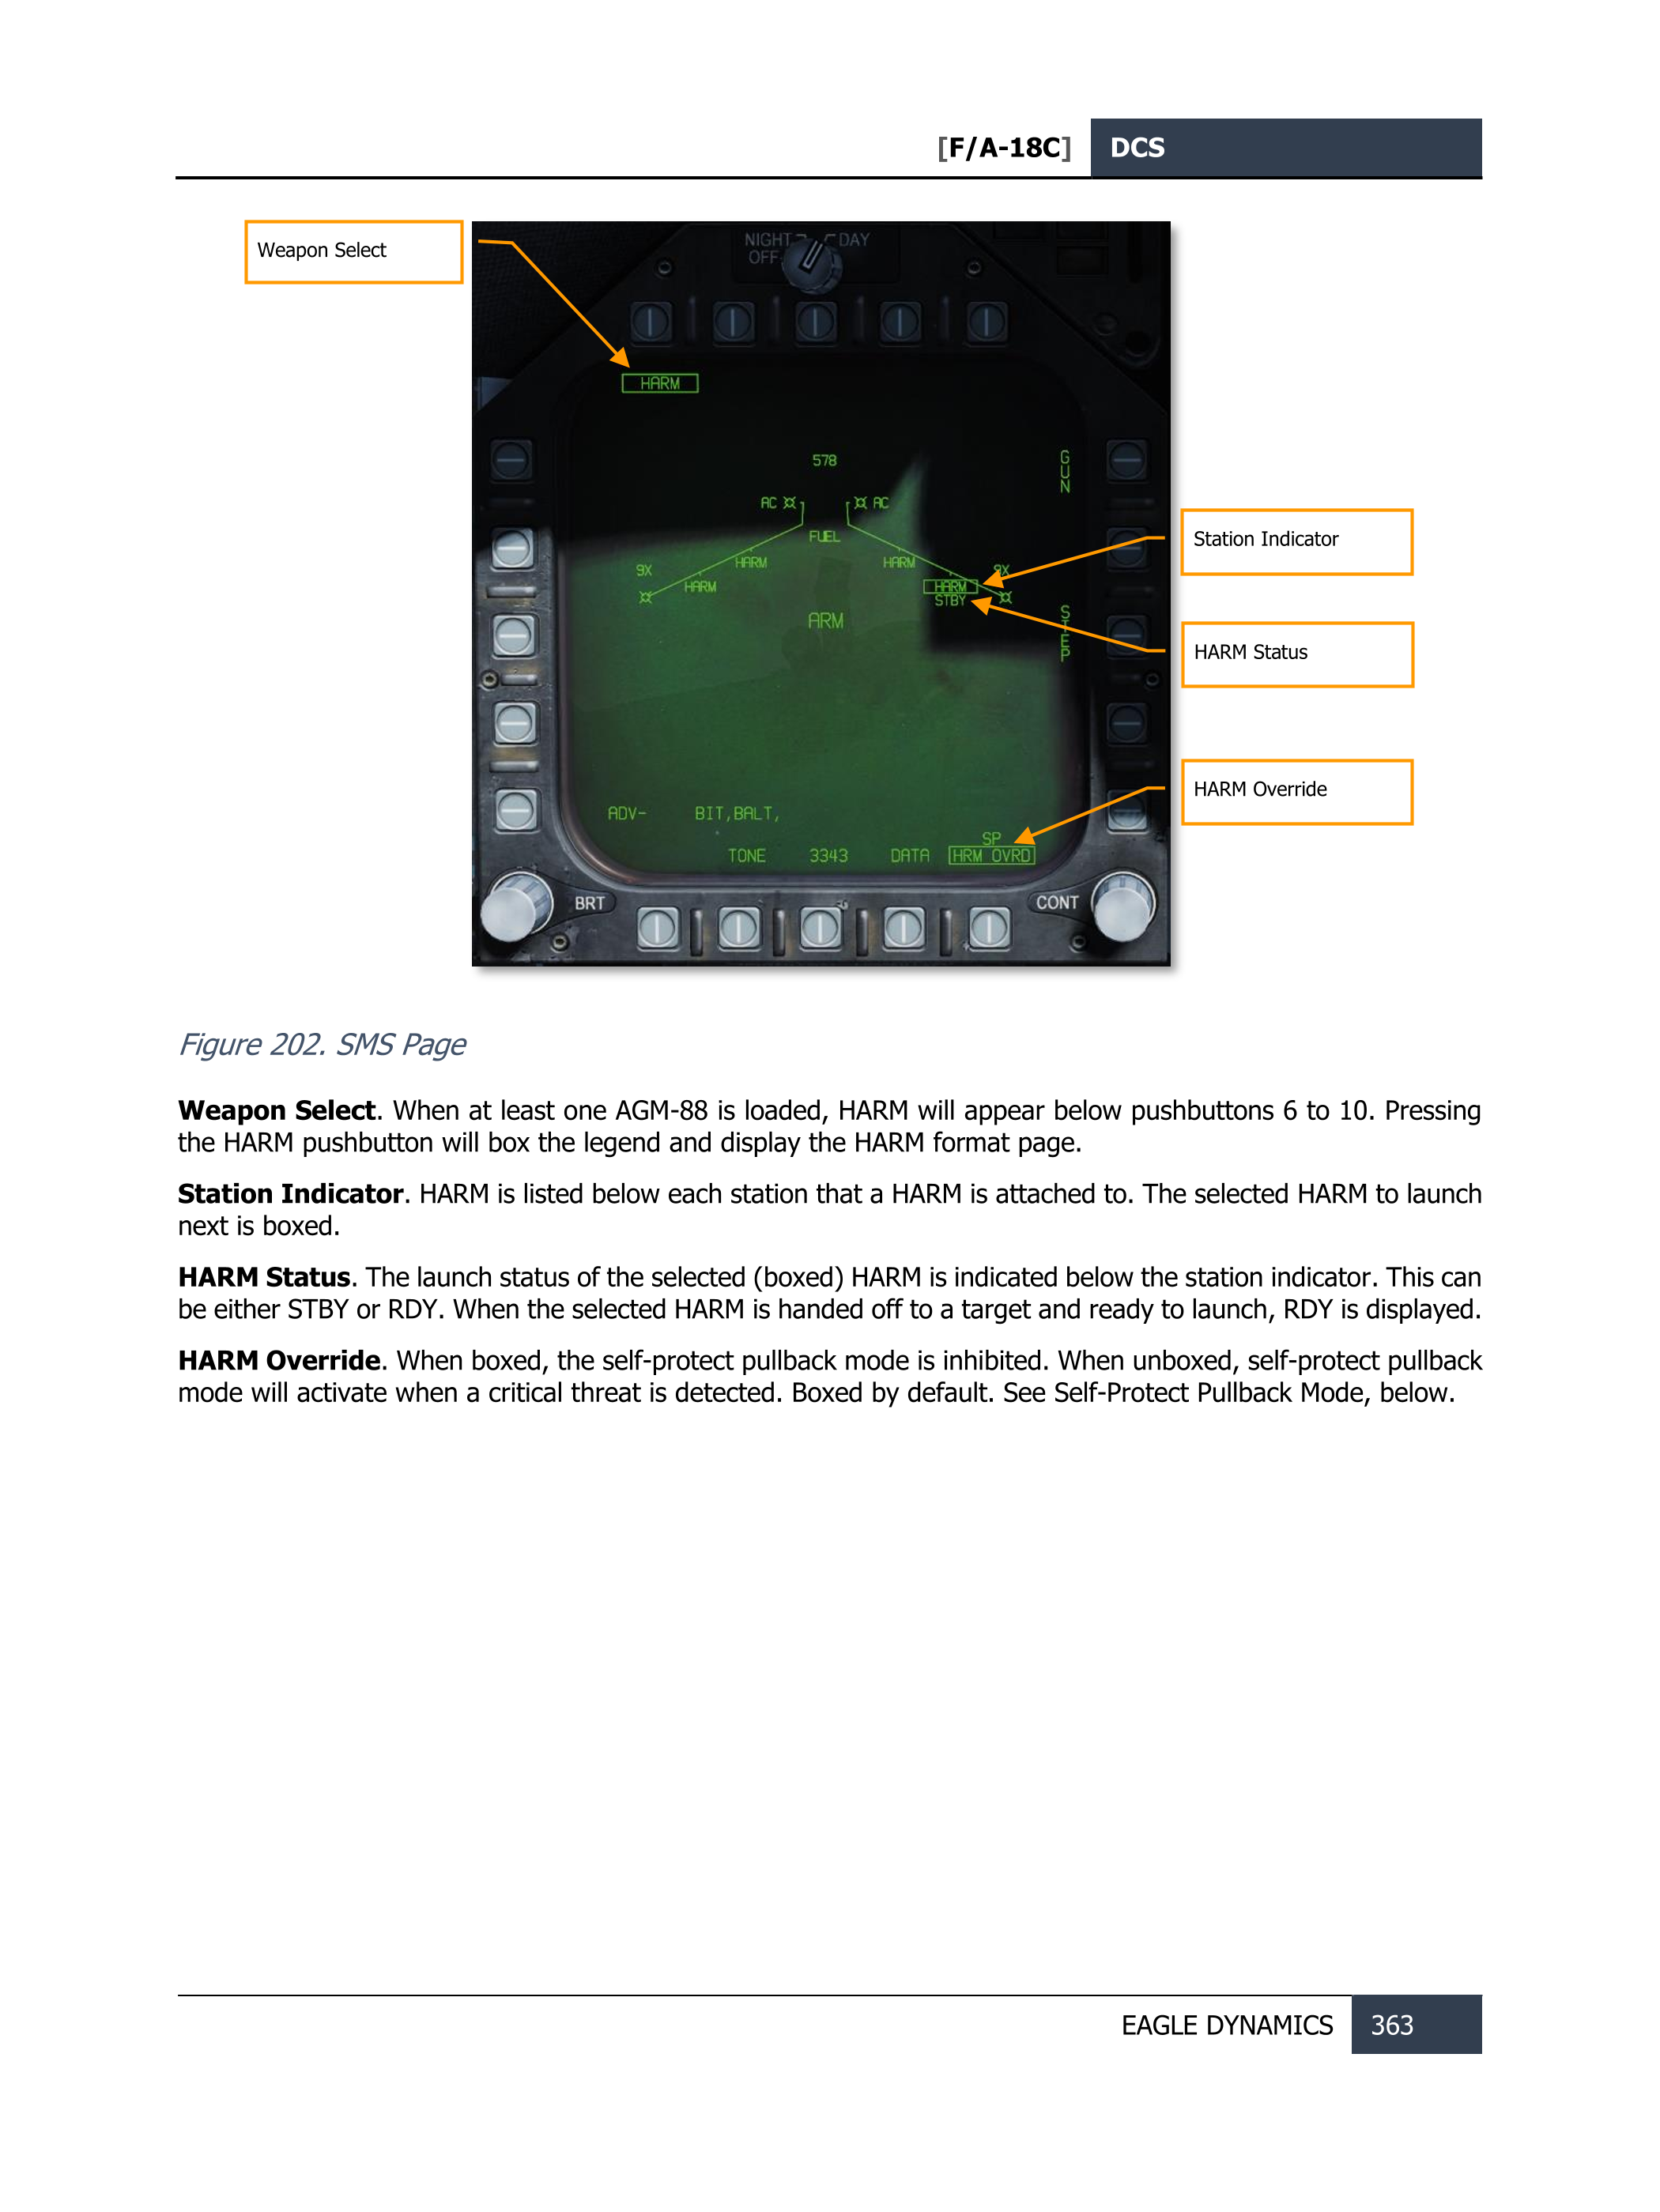 [F/A-18C] DCS
Weapon Select
NIGHT DAY
OFF
HARM
578
GUN
AC AC
FUEL
Station Indicator
HARM HARM
9X 9X
HARM HARM
STBY
STEP
ARM
HARM Status
HARM Override
ADV- BIT,BALT,
SP
TONE 3343 DATA HRM OVRD
BRT CONT
Figure 202. SMS Page
Weapon Select. When at least one AGM-88 is loaded, HARM will appear below pushbuttons 6 to 10. Pressing
the HARM pushbutton will box the legend and display the HARM format page.
Station Indicator. HARM is listed below each station that a HARM is attached to. The selected HARM to launch
next is boxed.
HARM Status. The launch status of the selected (boxed) HARM is indicated below the station indicator. This can
be either STBY or RDY. When the selected HARM is handed off to a target and ready to launch, RDY is displayed.
HARM Override. When boxed, the self-protect pullback mode is inhibited. When unboxed, self-protect pullback
mode will activate when a critical threat is detected. Boxed by default. See Self-Protect Pullback Mode, below.
EAGLE DYNAMICS 363